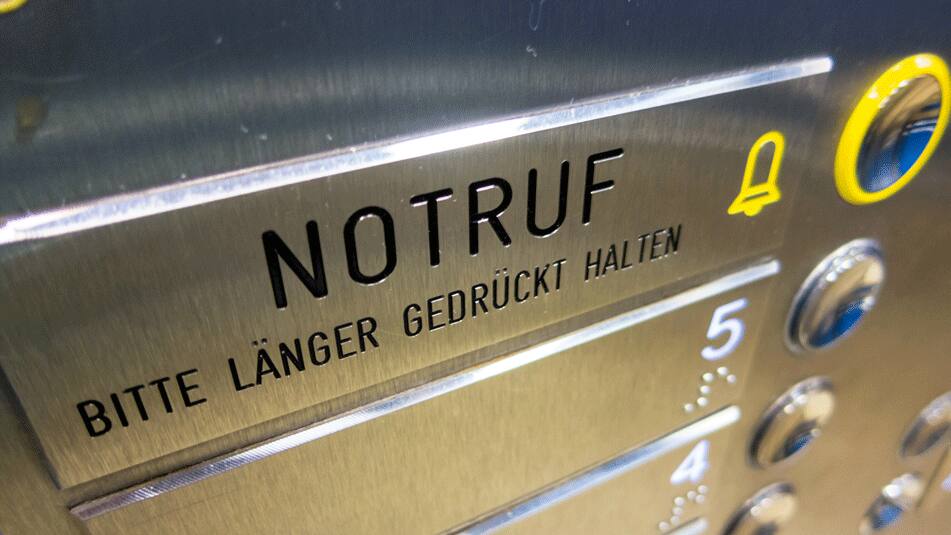 NOTRUF
BITTE LÄNGER GEDRÜCKT HALTEN
5
4